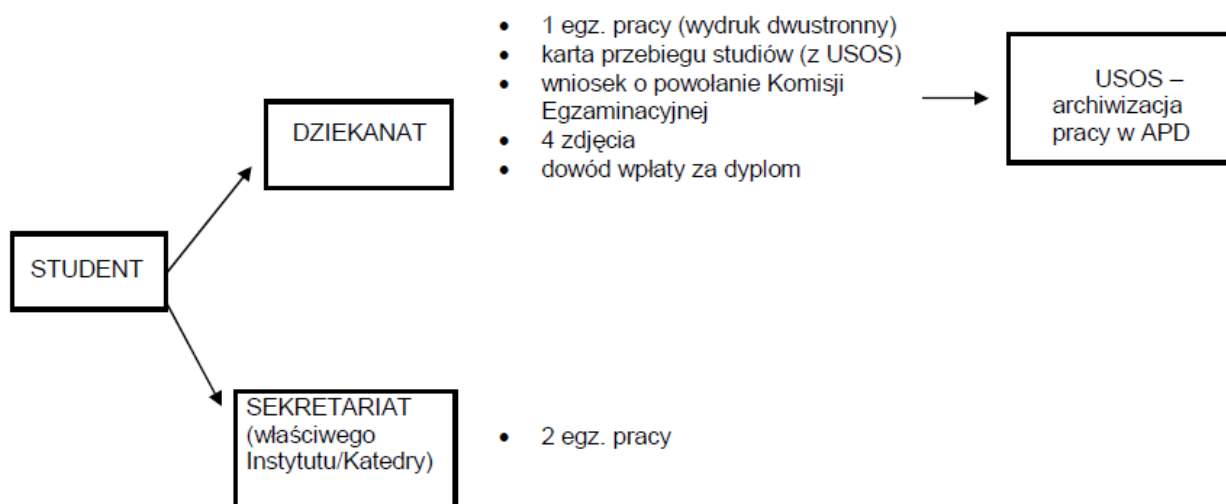 • 1 egz. pracy (wydruk dwustronny)
• karta przebiegu studiów (z USOS)
• wniosek o powołanie Komisji
Egzaminacyjnej
• 4 zdjęcia
• dowód wpłaty za dyplom
USOS –
archiwizacja
pracy w APD
DZIEKANAT
STUDENT
SEKRETARIAT
(właściwego
Instytutu/Katedry)
• 2 egz. pracy